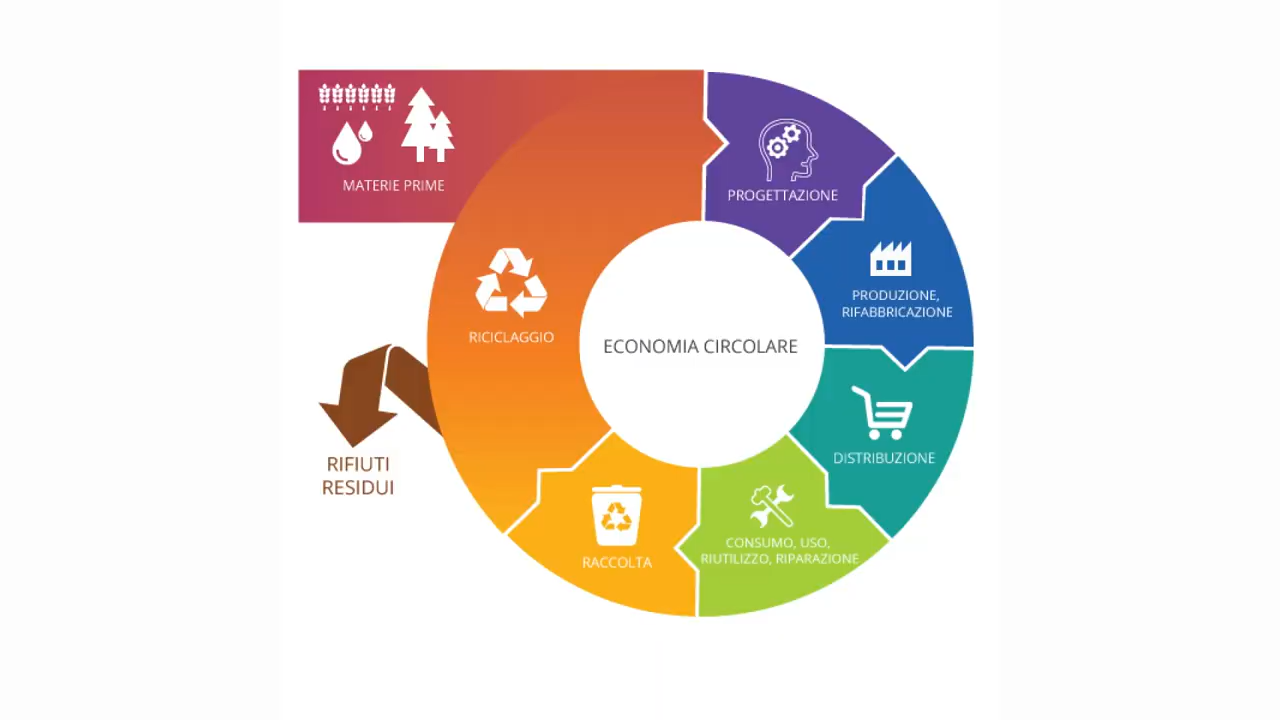 MATERIE PRIME
PROGETTAZIONE
PRODUZIONE,
RIFABBRICAZIONE
RICICLAGGIO
ECONOMIA CIRCOLARE
DISTRIBUZIONE
RIFIUTI
RESIDUI
CONSUMO, USO,
RIUTILIZZO, RIPARAZIONE
RACCOLTA